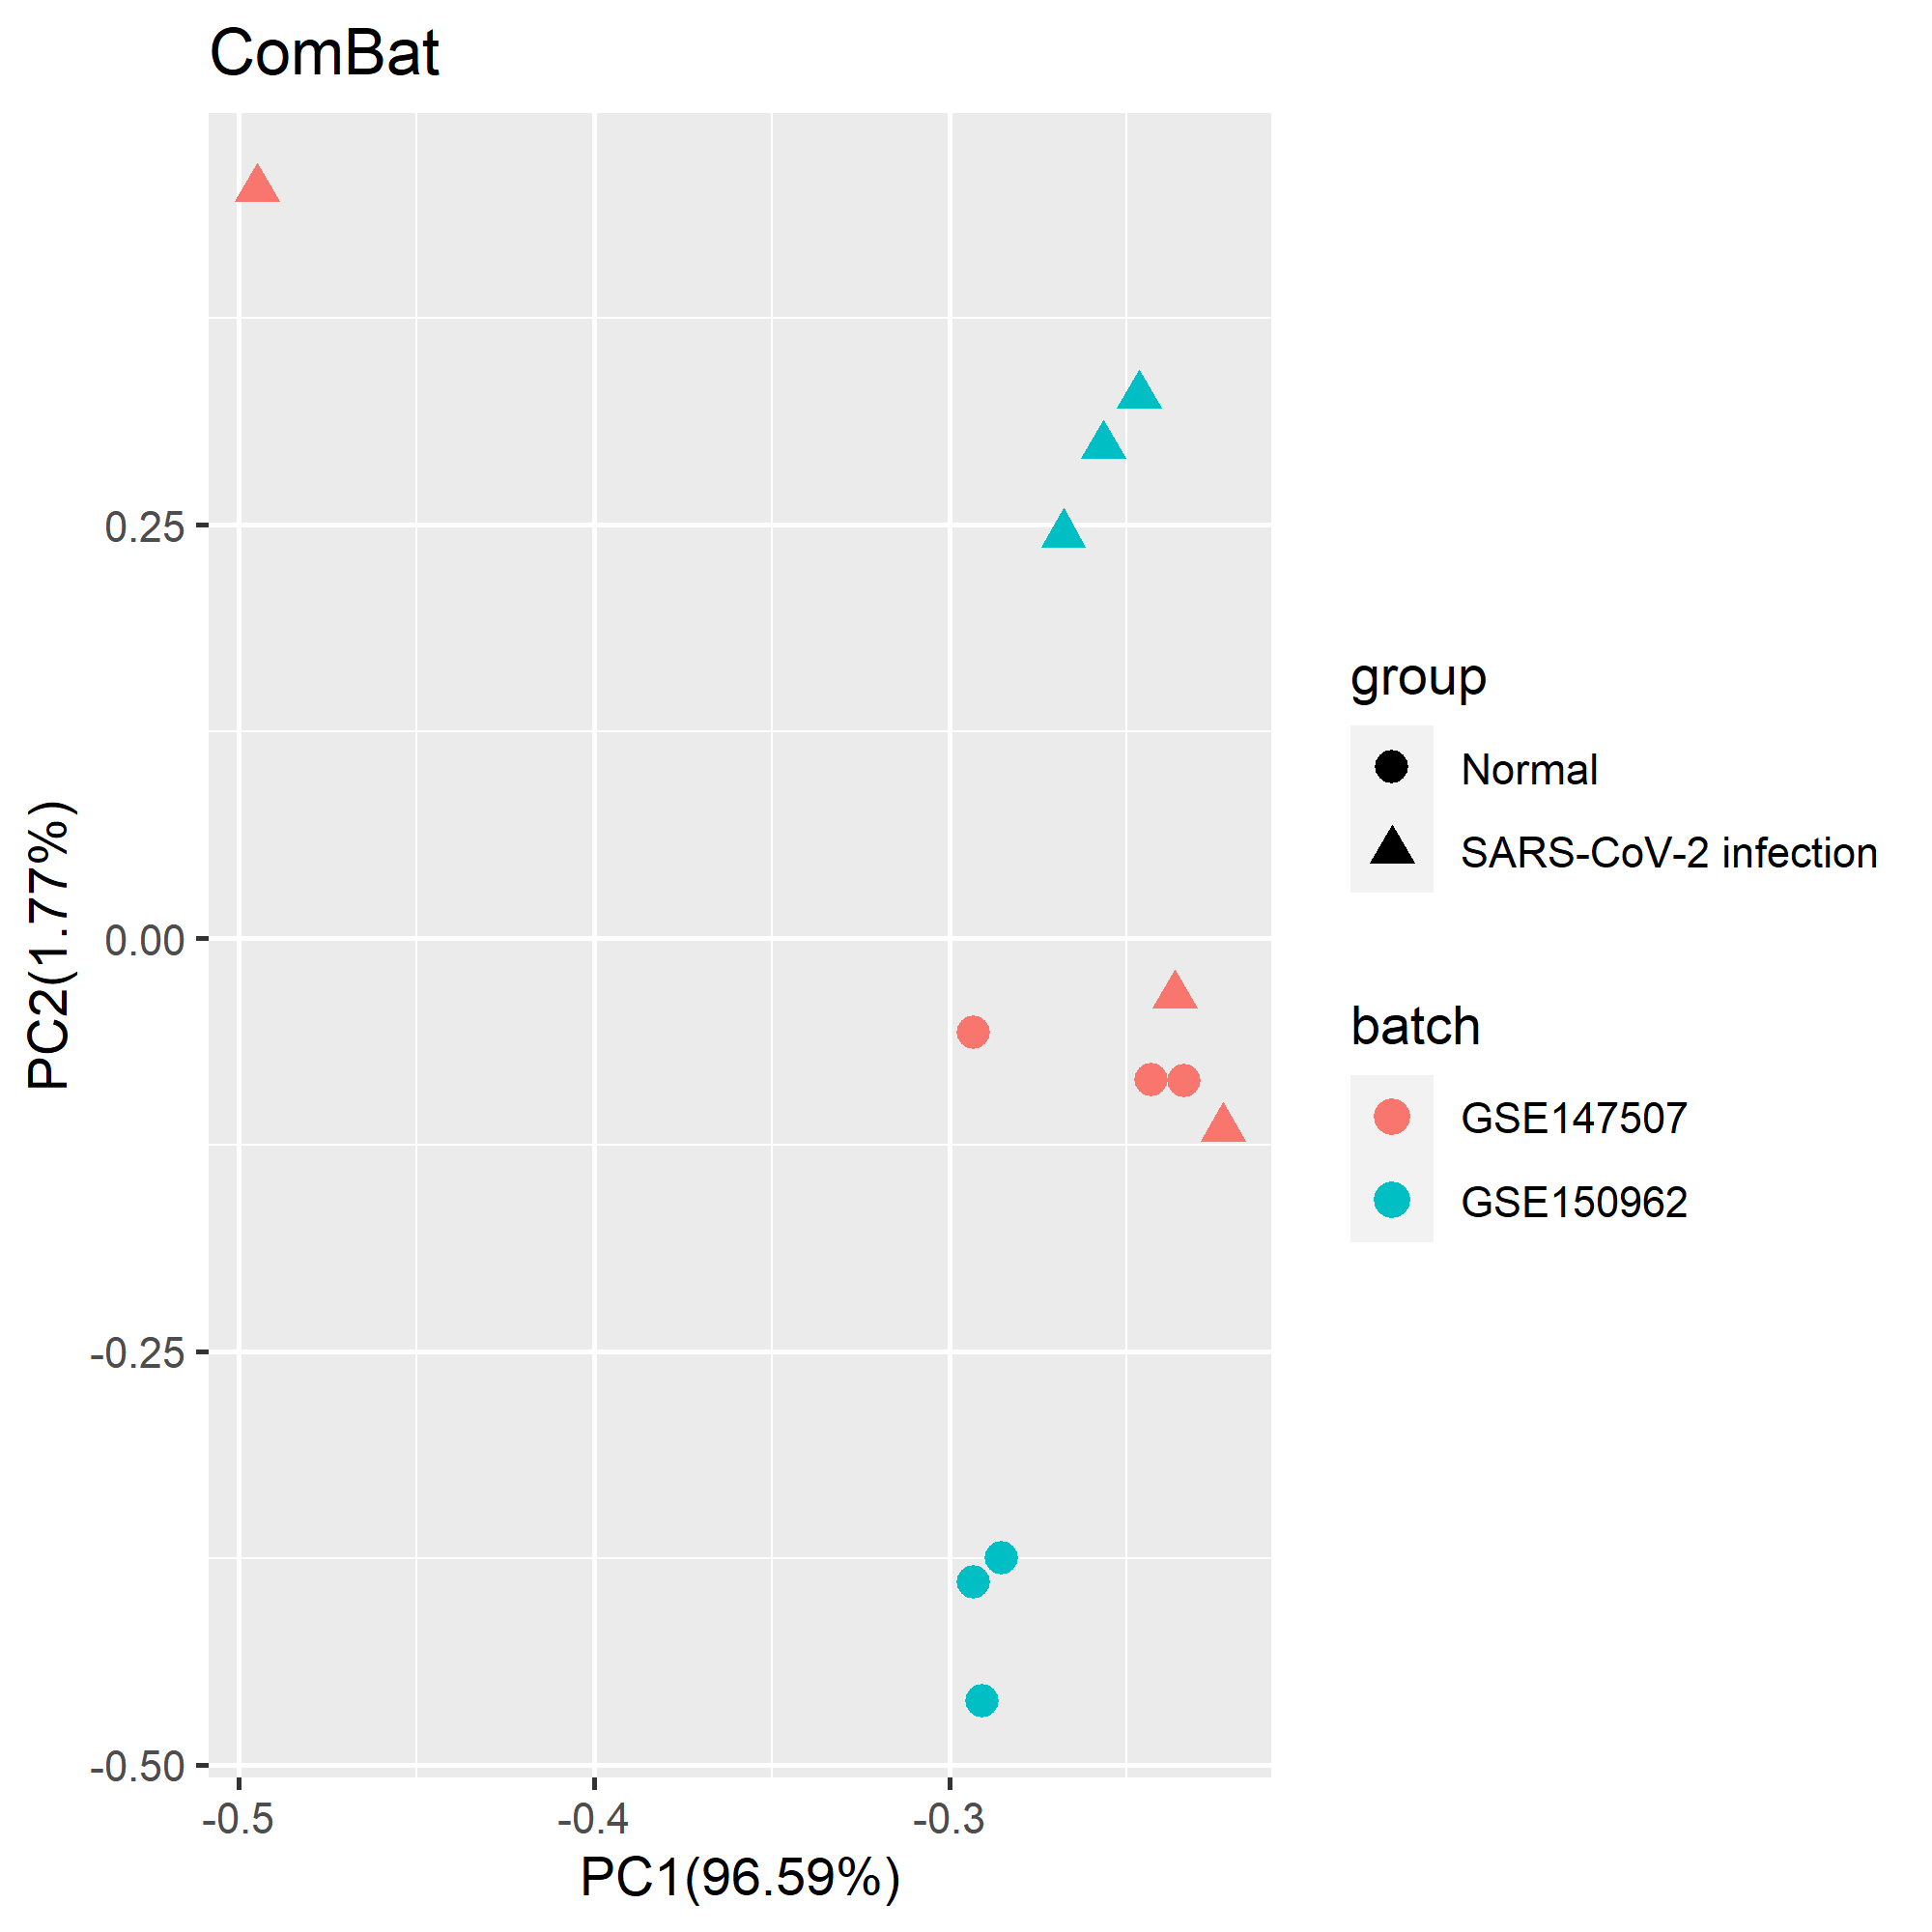 ComBat
0.25
0.00
-0.25
-0.50
PC2(1.77%)
-0.5
-0.4
-0.3
PC1(96.59%)
group
Normal
SARS-CoV-2 infection
batch
GSE147507
GSE150962